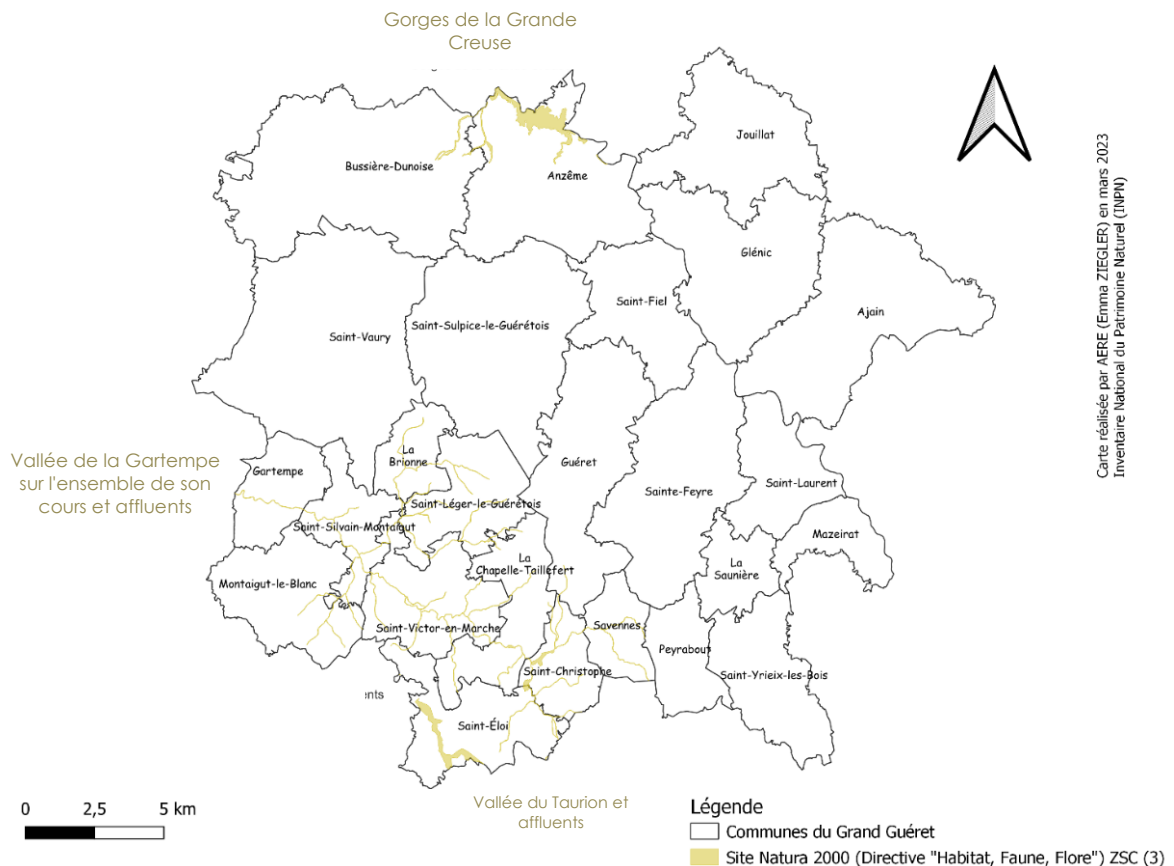 Gorges de la Grande
Creuse
Jouillat
Bussière-Dunoise
Anzême
Glénic
Saint-Fiel
Ajain
Saint-Sulpice-le-Guérétois
Saint-Vaury
Carte réalisée par AERE (Emma ZIEGLER) en mars 2023
Inventaire National du Patrimoine Naturel (INPN)
Vallée de la Gartempe
sur l'ensemble de son
cours et affluents
La
Brionne
Gartempe
Guéret
Sainte-Feyre
Saint-Laurent
Saint-Léger-le-Guérétois
Saint-Silvain-Montaigut
Mazeirat
La
Chapelle-Taillefert
La
Saunière
Montaigut-le-Blanc
Saint-Victor-en-Marche
Savennes
Peyrabout
Saint-Christophe
Saint-Yrieix-les-Bois
nts
Saint-Éloi
Vallée du Taurion et
affluents
0 2,5 5 km
Légende
Communes du Grand Guéret
Site Natura 2000 (Directive "Habitat, Faune, Flore") ZSC (3)